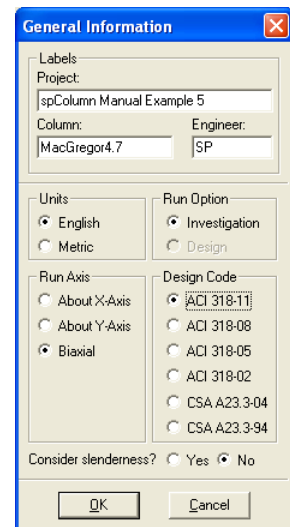 General Information
Labels
Project:
spColumn Manual Example 5
Column: Engineer:
MacGregor4.7 SP
Units Run Option
English Investigation
Metric Design
Run Axis Design Code
About X-Axis ACI 318-11
About Y-Axis ACI 318-08
Biaxial ACI 318-05
ACI 318-02
CSA A23.3-04
CSA A23.3-94
Consider slenderness? Yes No
OK Cancel